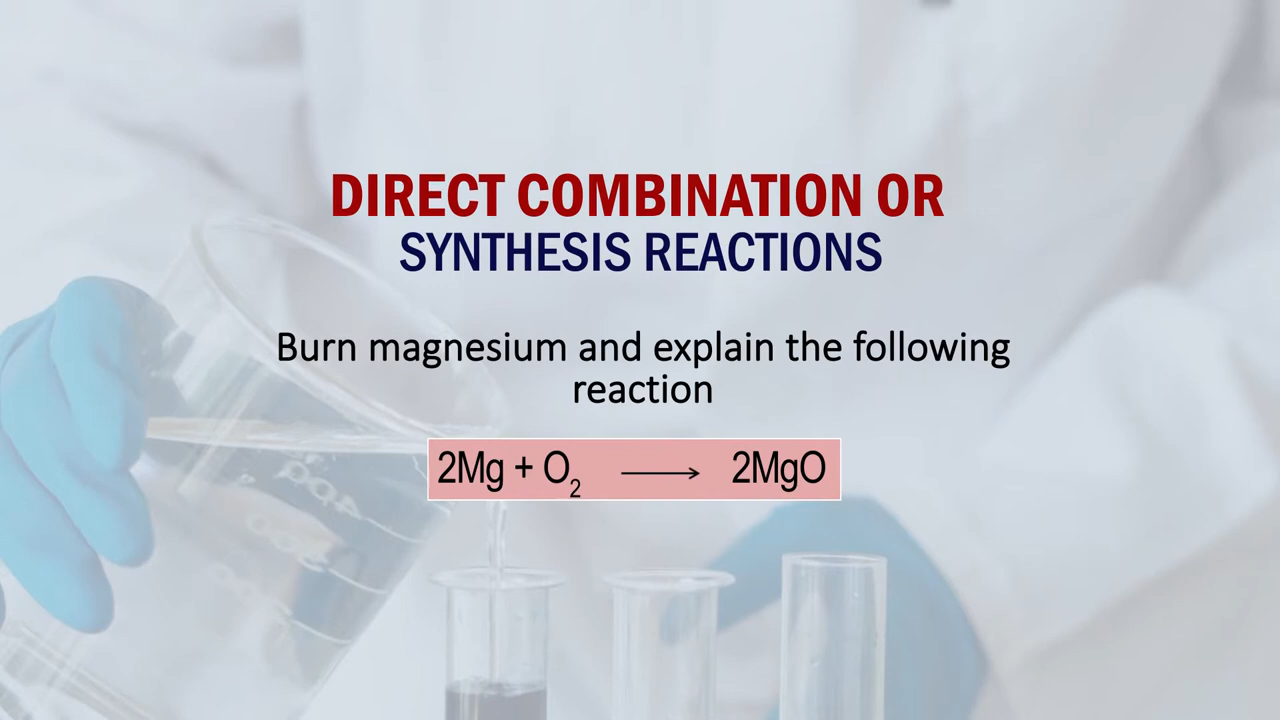 DIRECT COMBINATION OR
SYNTHESIS REACTIONS
Burn magnesium and explain the following
reaction
2Mg + O₂ ⟶ 2MgO